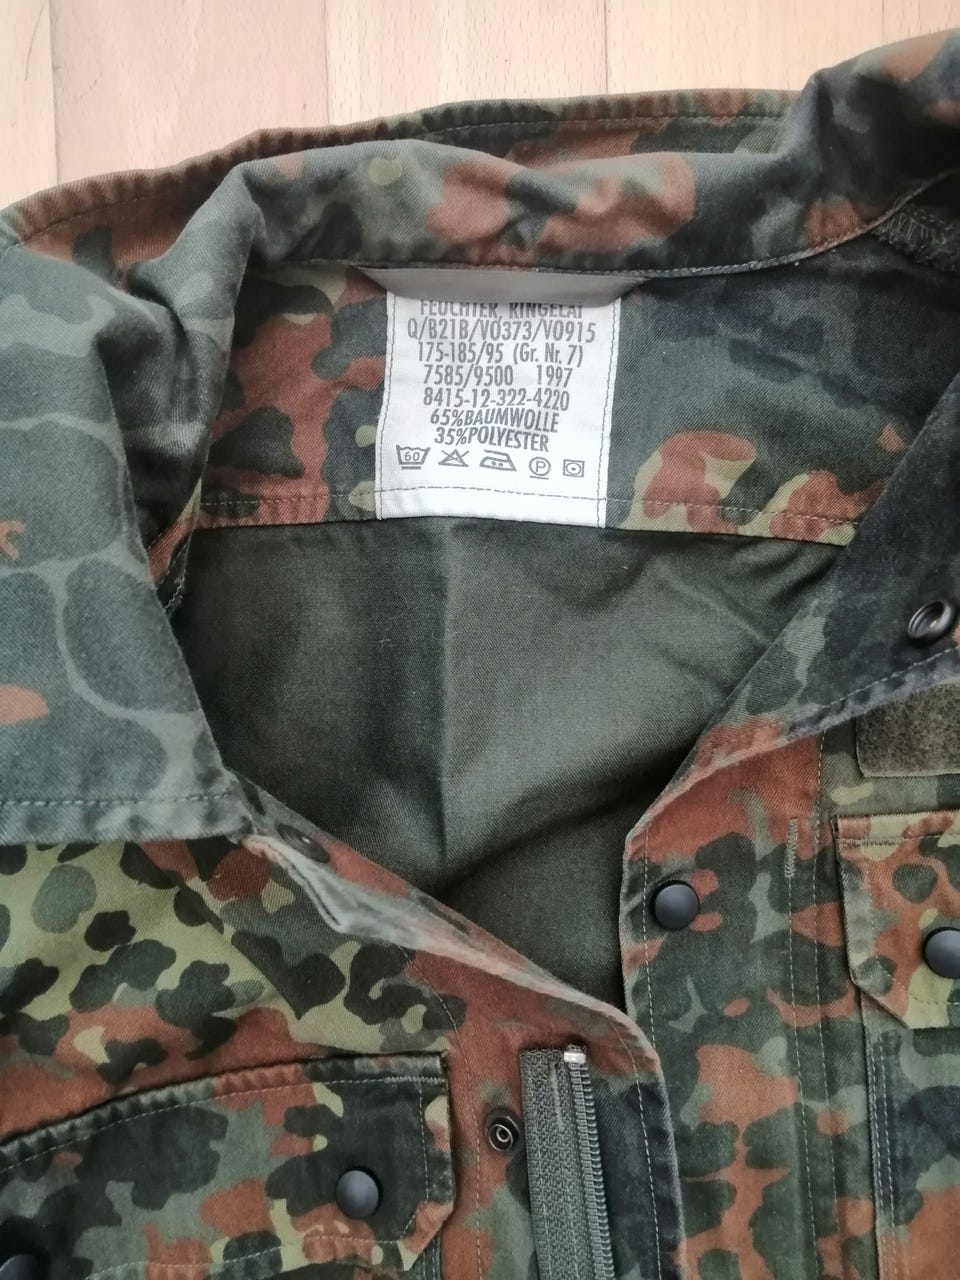 FEUCHTER, RINGELAI
Q/B21B/V0373/V0915
175-185/95 (Gr. Nr. 7)
7585/9500 1997
8415-12-322-4220
65%BAUMWOLLE
35%POLYESTER
60 P